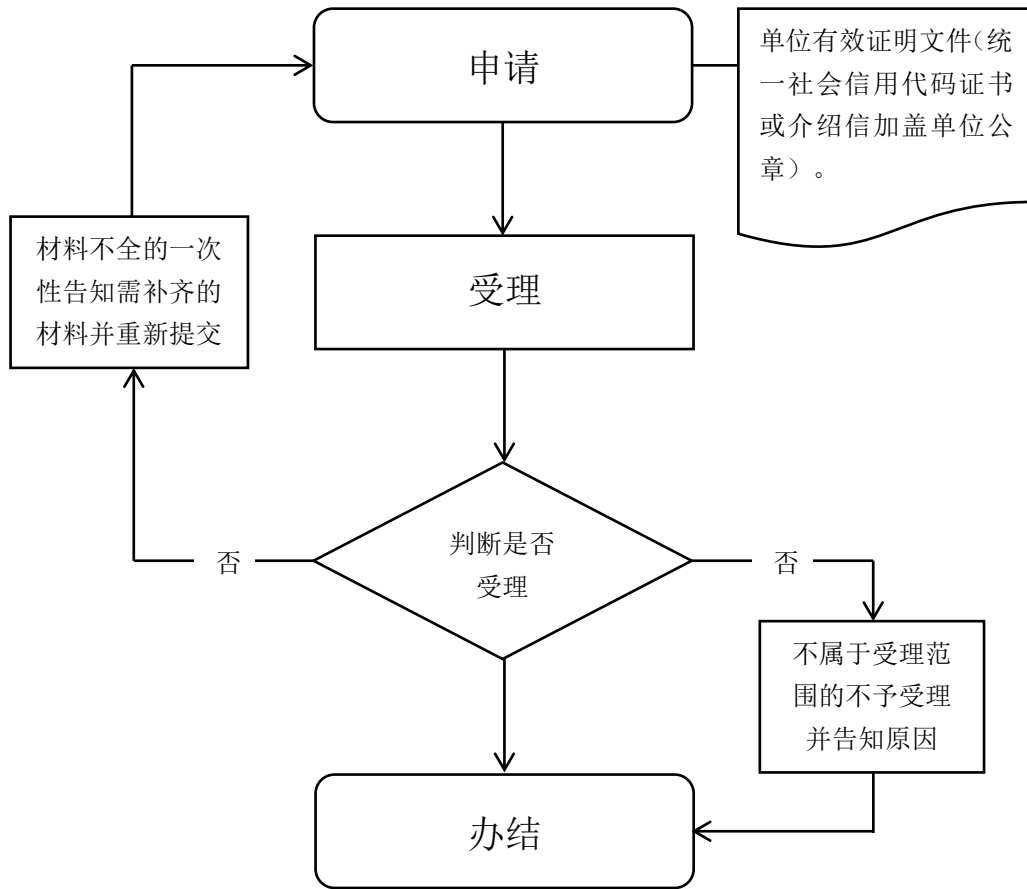 申请
单位有效证明文件（统
一社会信用代码证书
或介绍信加盖单位公
章）。
材料不全的一次
性告知需补齐的
材料并重新提交
受理
判断是否
受理
否
否
不属于受理范
围的不予受理
并告知原因
办结